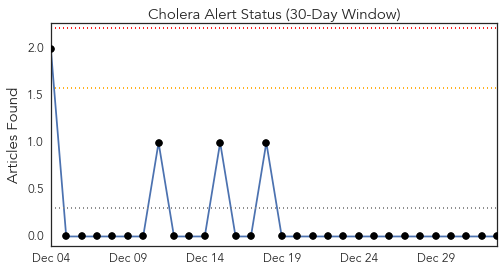 Cholera Alert Status (30-Day Window)
Articles Found
2.0
1.5
1.0
0.5
0.0
Dec 04 Dec 09 Dec 14 Dec 19 Dec 24 Dec 29